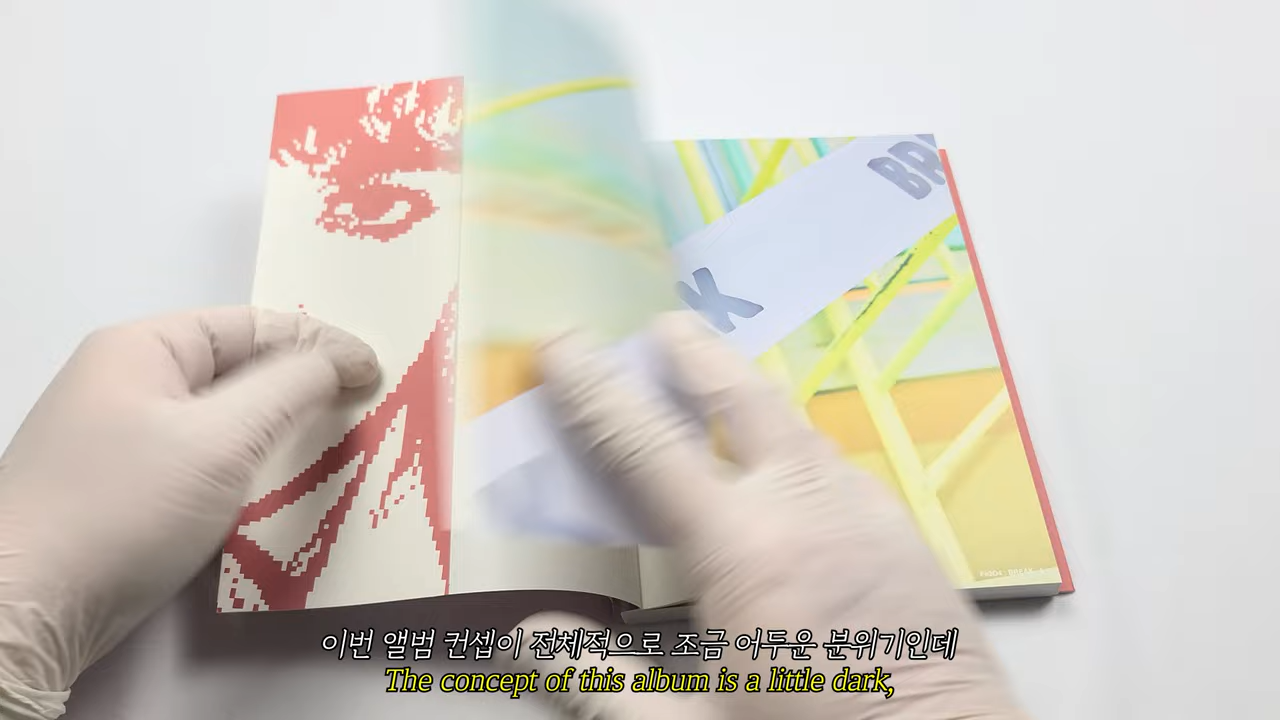 BR
K
이번 앨범 컨셉이 전체적으로 조금 어두운 분위기인데
The concept of this album is a little dark,